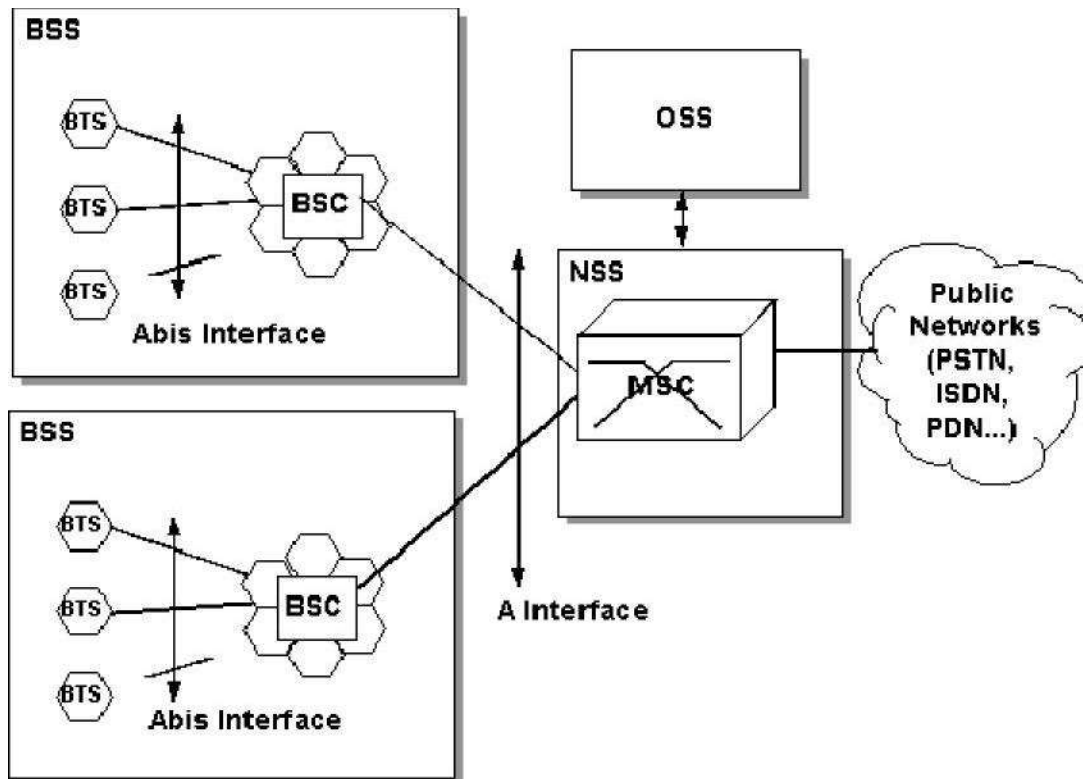 BSS
BTS
BTS
BTS
BSC
Abis Interface
OSS
NSS
MSC
Public
Networks
(PSTN,
ISDN,
PDN...)
A Interface
BSS
BTS
BTS
BTS
BSC
Abis Interface